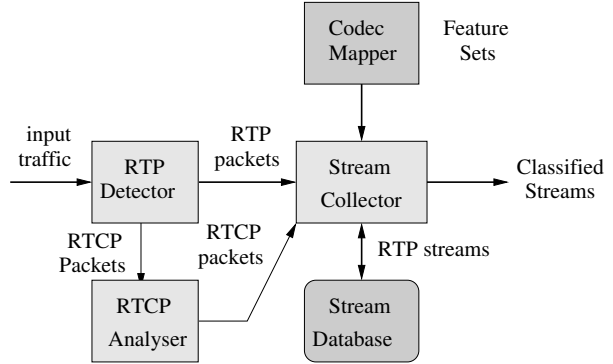 Codec
Mapper
Feature
Sets
input
traffic
RTP
Detector
RTP
packets
Stream
Collector
Classified
Streams
RTCP
Packets
RTCP
packets
RTP streams
RTCP
Analyser
Stream
Database